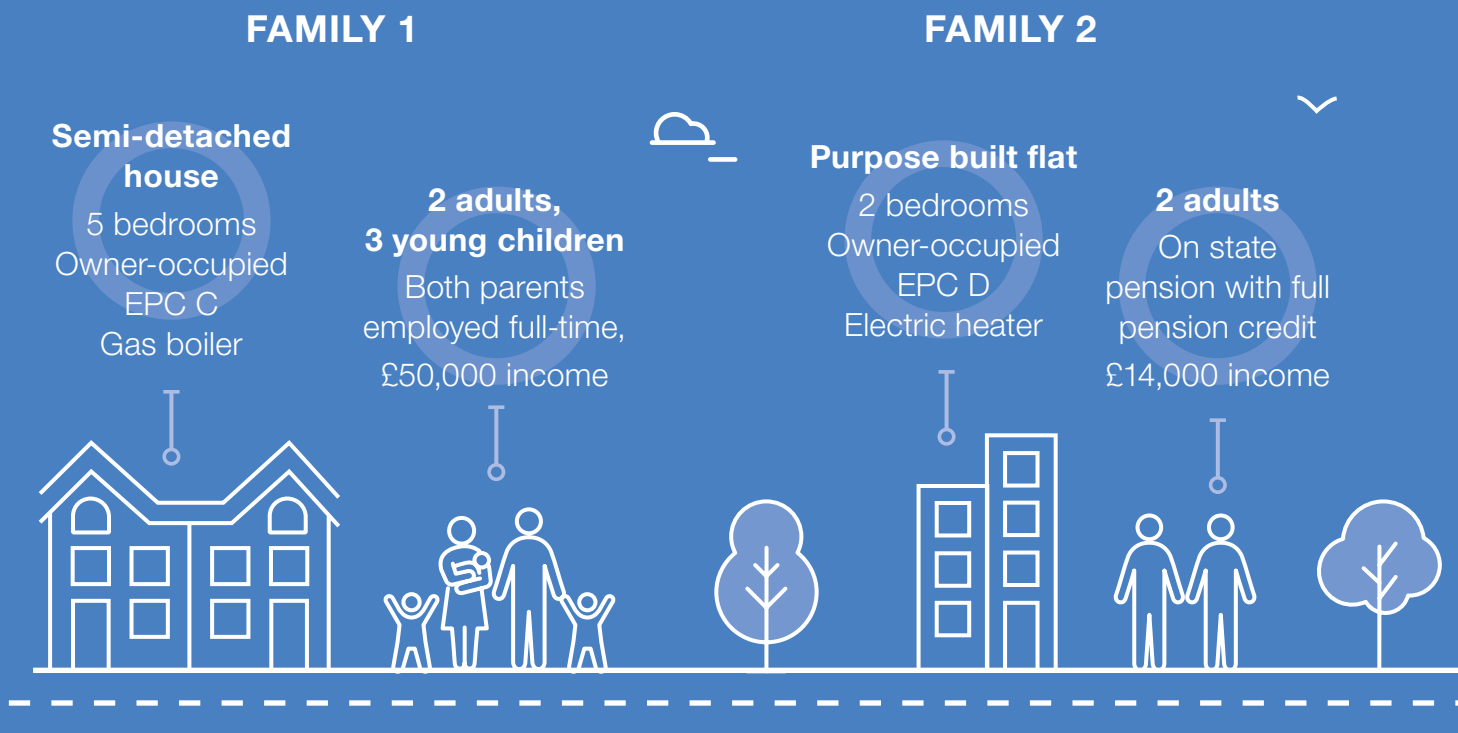 FAMILY 1
Semi-detached
house
5 bedrooms
Owner-occupied
EPC C
Gas boiler
2 adults,
3 young children
Both parents
employed full-time,
£50,000 income
FAMILY 2
Purpose built flat
2 bedrooms
Owner-occupied
EPC D
Electric heater
2 adults
On state
pension with full
pension credit
£14,000 income